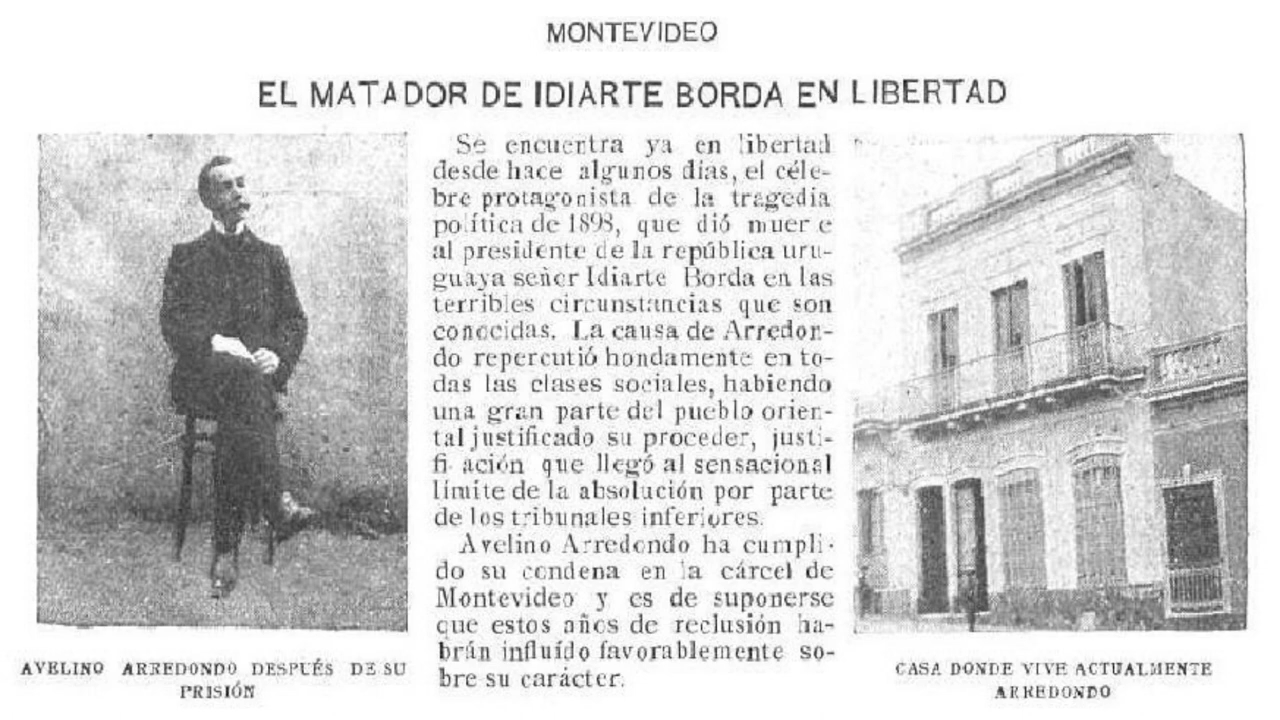 MONTEVIDEO
EL MATADOR DE IDIARTE BORDA EN LIBERTAD
Se encuentra ya en libertad
desde hace algunos días, el céle-
bre protagonista de la tragedia
política de 1898, que dió muer e
al presidente de la república uru-
guaya señor Idiarte Borda en las
terribles circunstancias que son
conocidas. La causa de Arredon-
do repercutió hondamente en to-
das las clases sociales, habiendo
una gran parte del pueblo orien-
tal justificado su proceder, justi-
fi ación que llegó al sensacional
límite de la absolución por parte
de los tribunales inferiores.
Avelino Arredondo ha cumpli-
do su condena en la cárcel de
Montevideo y es de suponerse
que estos años de reclusión ha-
brán influído favorablemente so-
bre su carácter.
AVELINO ARREDONDO DESPUÉS DE SU
PRISIÓN
CASA DONDE VIVE ACTUALMENTE
ARREDONDO